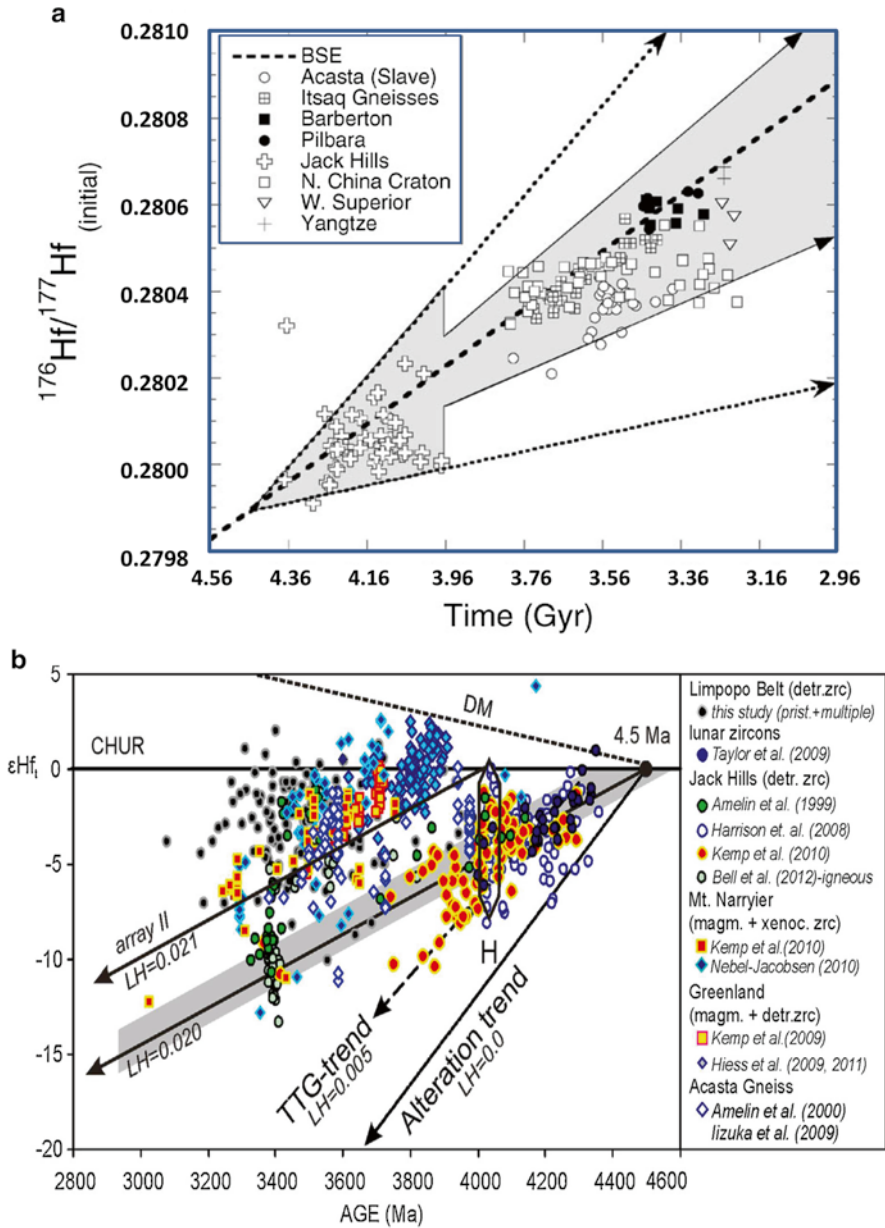 a
0.2810
0.2808
0.2806
0.2804
0.2802
0.2800
0.2798
176Hf/177Hf (initial)
BSE
Acasta (Slave)
Itsaq Gneisses
Barberton
Pilbara
Jack Hills
N. China Craton
W. Superior
Yangtze
4.56 4.36 4.16 3.96 3.76 3.56 3.36 3.16 2.96
Time (Gyr)
b
5
0
-5
-10
-15
-20
εHft
CHUR
DM
4.5 Ma
array II
LH=0.021
LH=0.020
H
TTG-trend
LH=0.005
Alteration trend
LH=0.0
2800 3000 3200 3400 3600 3800 4000 4200 4400 4600
AGE (Ma)
Limpopo Belt (detr.zrc)
this study (prist.+multiple)
lunar zircons
Taylor et al. (2009)
Jack Hills (detr. zrc)
Amelin et al. (1999)
Harrison et. al. (2008)
Kemp et al. (2010)
Bell et al. (2012)-igneous
Mt. Narryier
(magm. + xenoc. zrc)
Kemp et al.(2010)
Nebel-Jacobsen (2010)
Greenland
(magm. + detr.zrc)
Kemp et al.(2009)
Hiess et al. (2009, 2011)
Acasta Gneiss
Amelin et al. (2000)
Iizuka et al. (2009)